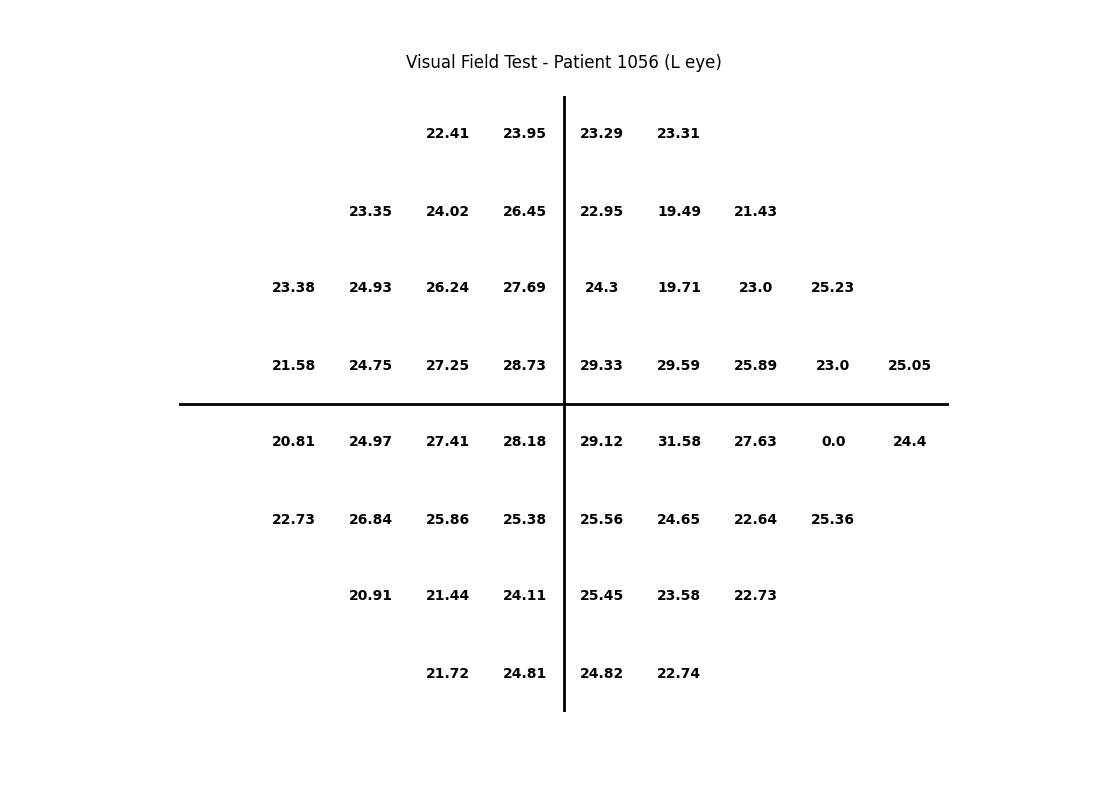 Visual Field Test - Patient 1056 (L eye)
22.41 23.95 23.29 23.31
23.35 24.02 26.45 22.95 19.49 21.43
23.38 24.93 26.24 27.69 24.3 19.71 23.0 25.23
21.58 24.75 27.25 28.73 29.33 29.59 25.89 23.0 25.05
20.81 24.97 27.41 28.18 29.12 31.58 27.63 0.0 24.4
22.73 26.84 25.86 25.38 25.56 24.65 22.64 25.36
20.91 21.44 24.11 25.45 23.58 22.73
21.72 24.81 24.82 22.74